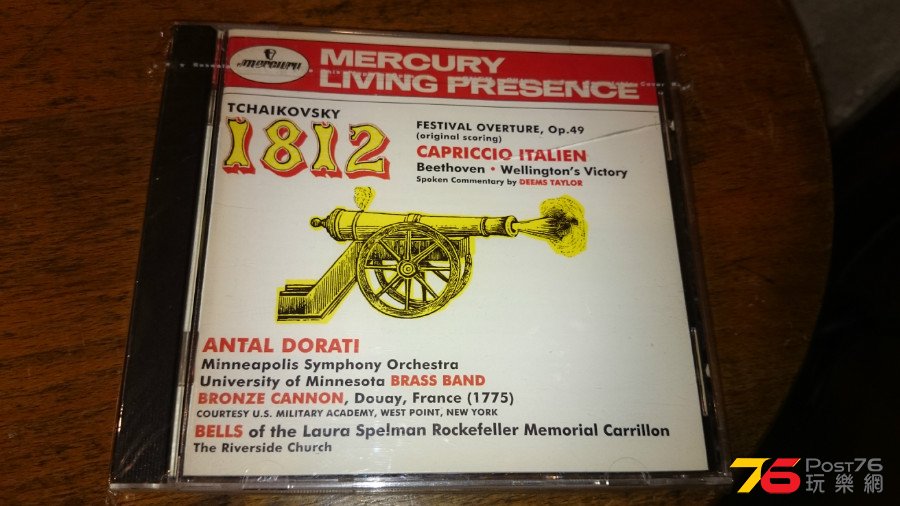 MERCURY
MERCURY
LIVING PRESENCE
TCHAIKOVSKY
1812
FESTIVAL OVERTURE, Op.49
(original scoring)
CAPRICCIO ITALIEN
Beethoven • Wellington's Victory
Spoken Commentary by DEEMS TAYLOR
ANTAL DORATI
Minneapolis Symphony Orchestra
University of Minnesota BRASS BAND
BRONZE CANNON, Douay, France (1775)
COURTESY U.S. MILITARY ACADEMY, WEST POINT, NEW YORK
BELLS of the Laura Spelman Rockefeller Memorial Carrillon
The Riverside Church
76 Post76
玩樂網